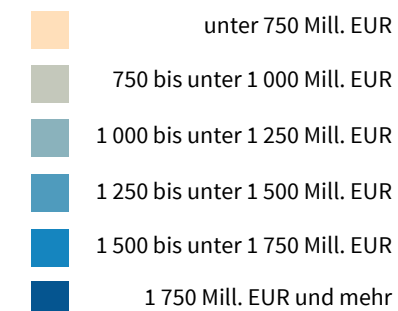 unter 750 Mill. EUR
750 bis unter 1 000 Mill. EUR
1 000 bis unter 1 250 Mill. EUR
1 250 bis unter 1 500 Mill. EUR
1 500 bis unter 1 750 Mill. EUR
1 750 Mill. EUR und mehr